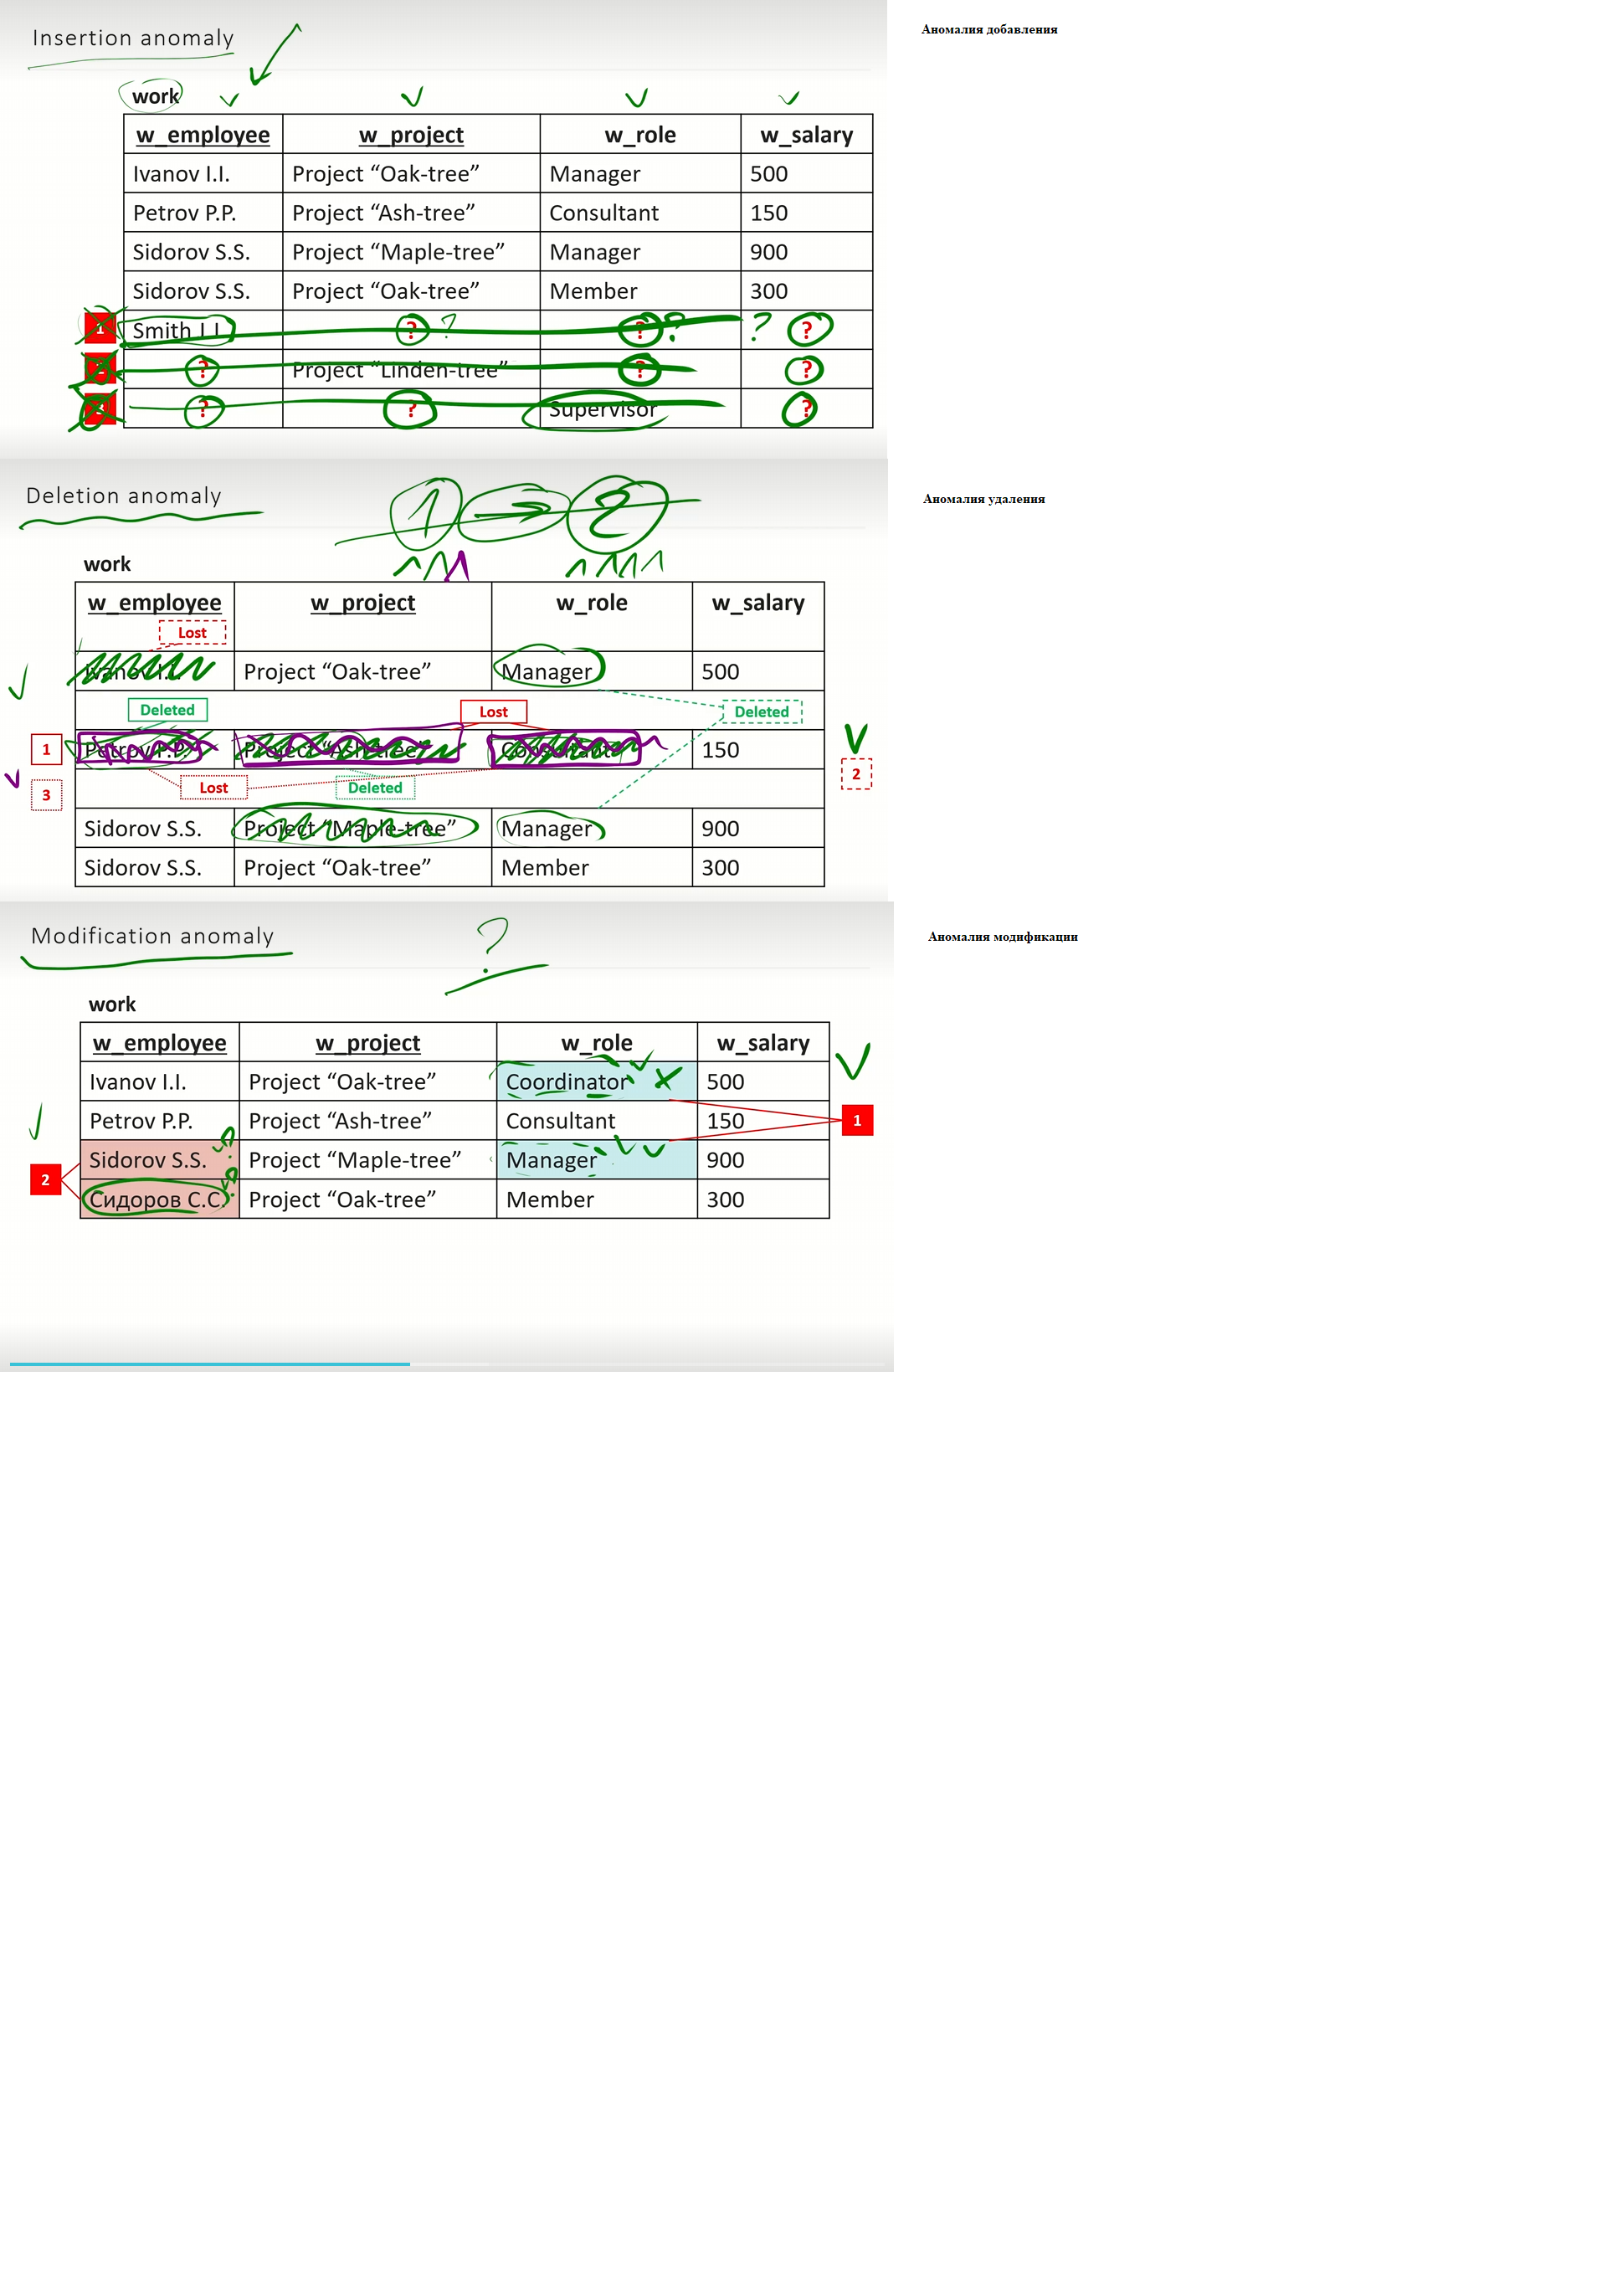 Insertion anomaly
Аномалия добавления
work
w_employee w_project w_role w_salary
Ivanov I.I. Project “Oak-tree” Manager 500
Petrov P.P. Project “Ash-tree” Consultant 150
Sidorov S.S. Project “Maple-tree” Manager 900
Sidorov S.S. Project “Oak-tree” Member 300
1 Smith J.J. ? ? ? ? ? ?
? Project “Linden-tree” ? ?
? ? Supervisor ?
Deletion anomaly
1 2
Аномалия удаления
work
w_employee w_project w_role w_salary
Lost
Ivanov I.I. Project “Oak-tree” Manager 500
Deleted Lost Deleted
1 Petrov P.P. Project “Ash-tree” Consultant 150
2
3 Lost Deleted
Sidorov S.S. Project “Maple-tree” Manager 900
Sidorov S.S. Project “Oak-tree” Member 300
Modification anomaly
?
Аномалия модификации
work
w_employee w_project w_role w_salary
Ivanov I.I. Project “Oak-tree” Coordinator 500
Petrov P.P. Project “Ash-tree” Consultant 150 1
Sidorov S.S. ? Project “Maple-tree” Manager 900
2
Сидоров С.С. ? Project “Oak-tree” Member 300